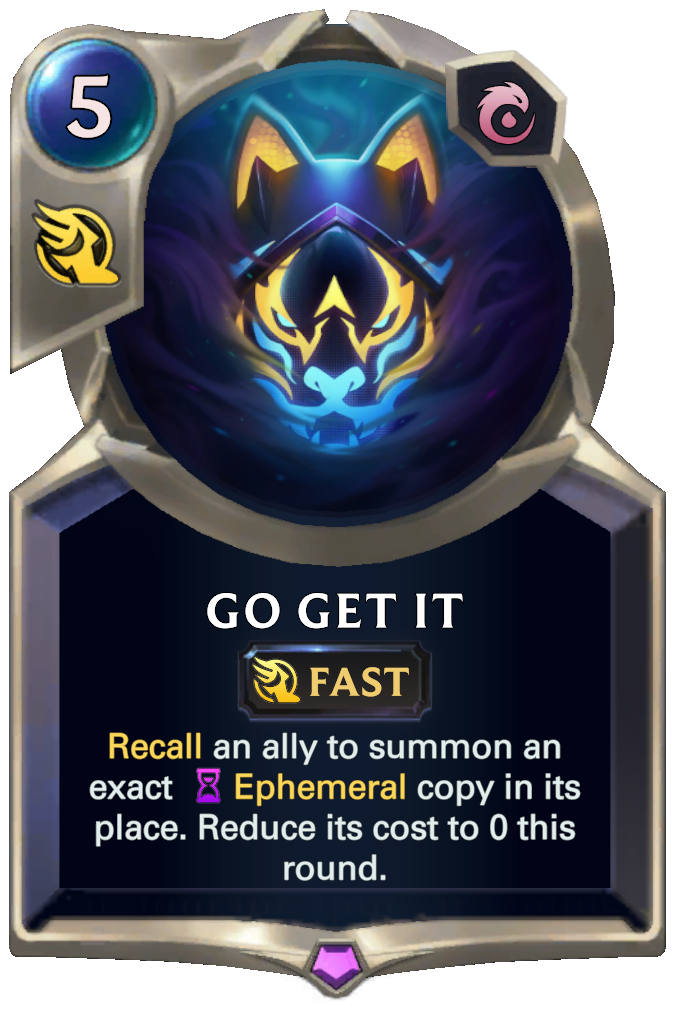 5
GO GET IT
FAST
Recall an ally to summon an
exact Ephemeral copy in its
place. Reduce its cost to 0 this
round.